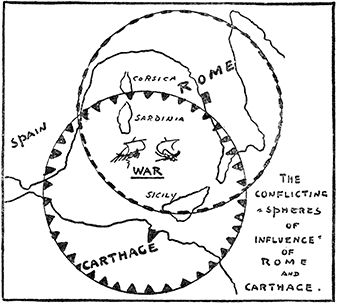 CORSICA
ROME
SARDINIA
SPAIN
WAR
SICILY
CARTHAGE
THE
CONFLICTING
"SPHERES
OF
INFLUENCE"
OF
ROME
AND
CARTHAGE.